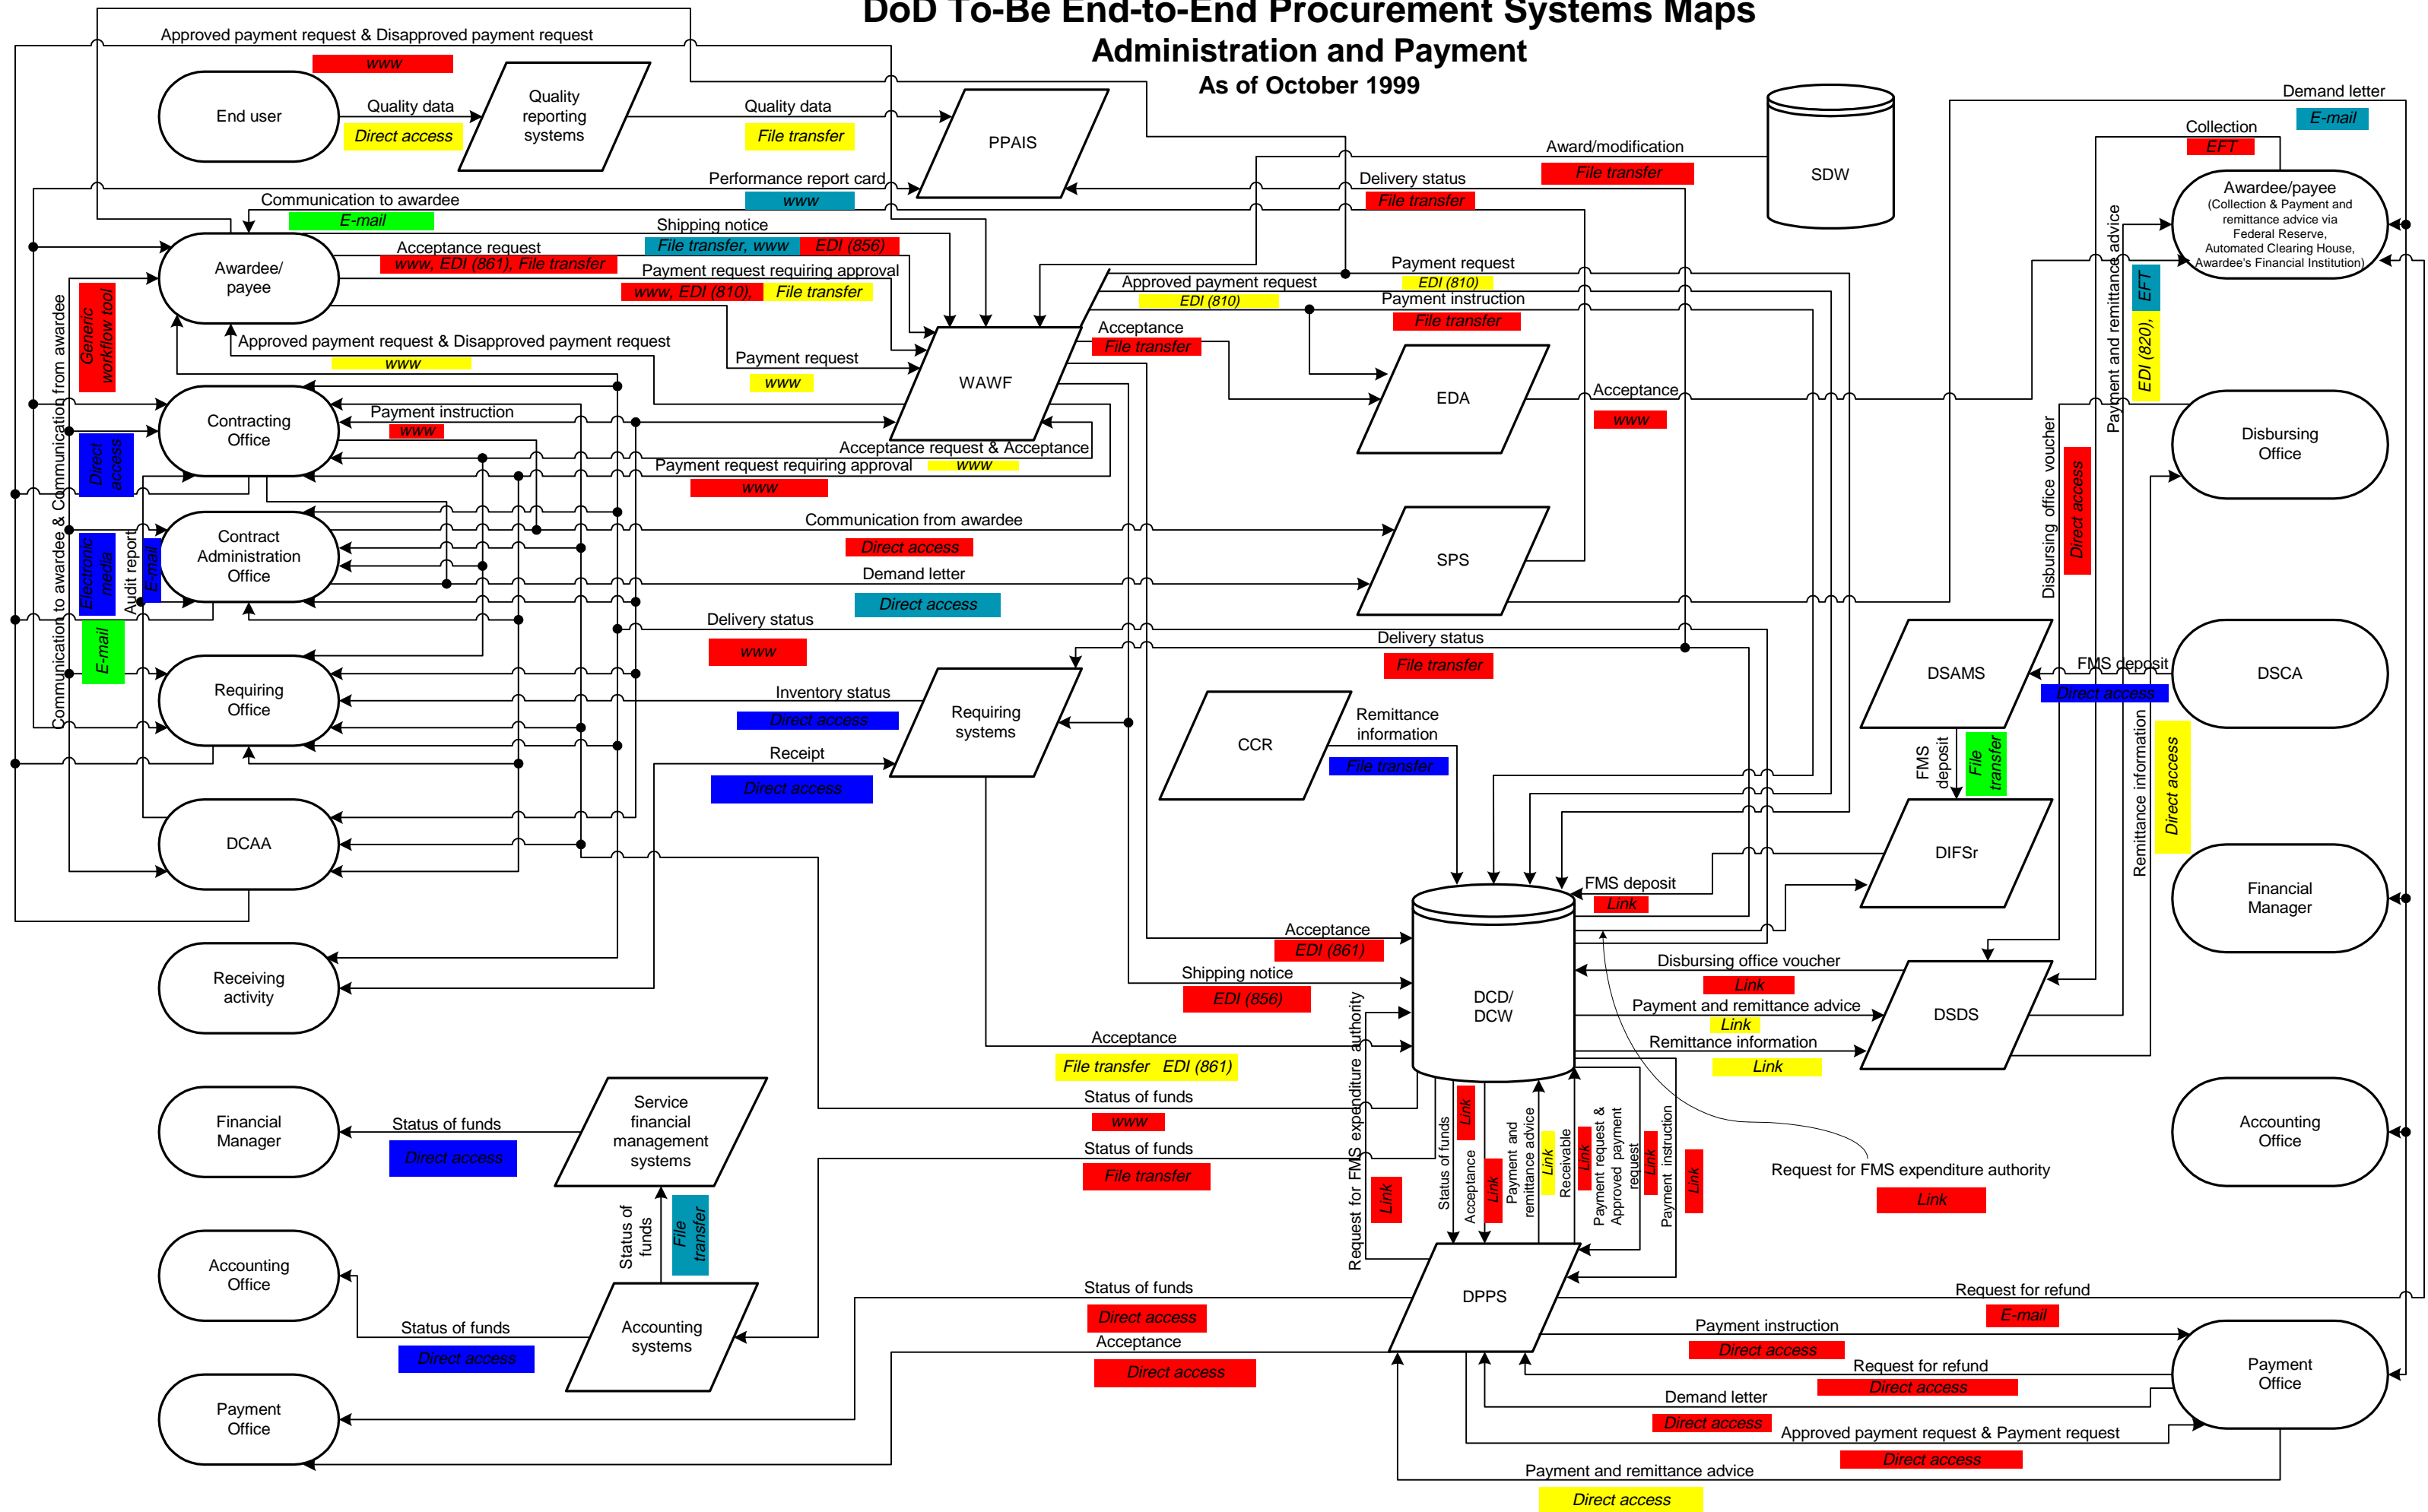 DoD To-Be End-to-End Procurement Systems Maps
Administration and Payment
As of October 1999
Approved payment request & Disapproved payment request
www
End user
Quality data
Direct access
Quality
reporting
systems
Quality data
File transfer
PPAIS
SDW
Award/modification
File transfer
Demand letter
E-mail
Collection
EFT
Performance report card
www
Delivery status
File transfer
Communication to awardee
E-mail
Shipping notice
File transfer, www
EDI (856)
Acceptance request
www, EDI (861), File transfer
Payment request requiring approval
www, EDI (810),
File transfer
Awardee/
payee
Awardee/payee
(Collection & Payment and
remittance advice via
Federal Reserve,
Automated Clearing House,
Awardee's Financial Institution)
Payment request
EDI (810)
Approved payment request
EDI (810)
Payment instruction
File transfer
Acceptance
File transfer
Generic
workflow tool
Approved payment request & Disapproved payment request
www
Payment request
www
WAWF
EDA
Acceptance
www
Payment and remittance advice
EFT
EDI (820),
Contracting
Office
Payment instruction
www
Acceptance request & Acceptance
www
Payment request requiring approval
www
Direct
access
Disbursing
Office
Disbursing office voucher
Direct access
Communication to awardee & Communication from awardee
Contract
Administration
Office
Electronic
media
Audit report
E-mail
E-mail
Communication from awardee
Direct access
Demand letter
Direct access
SPS
Delivery status
www
Delivery status
File transfer
Requiring
Office
Inventory status
Direct access
Requiring
systems
Receipt
Direct access
CCR
Remittance
information
File transfer
DSAMS
FMS deposit
Direct access
DSCA
FMS
deposit
File
transfer
Remittance information
Direct access
DCAA
DIFSr
FMS deposit
Link
Financial
Manager
Receiving
activity
Acceptance
EDI (861)
Shipping notice
EDI (856)
DCD/
DCW
Disbursing office voucher
Link
Payment and remittance advice
Link
Remittance information
Link
DSDS
Acceptance
File transfer EDI (861)
Request for FMS expenditure authority
Link
Financial
Manager
Status of funds
Direct access
Service
financial
management
systems
Status of funds
www
Status of funds
File transfer
Status of funds
Link
Acceptance
Link
Payment and
remittance advice
Link
Receivable
Link
Payment request &
Approved payment
request
Link
Payment instruction
Link
Request for FMS expenditure authority
Link
Accounting
Office
Status of
funds
File
transfer
Accounting
Office
Status of funds
Direct access
Accounting
systems
Status of funds
Direct access
Acceptance
Direct access
DPPS
Request for refund
E-mail
Payment instruction
Direct access
Request for refund
Direct access
Demand letter
Direct access
Approved payment request & Payment request
Direct access
Payment and remittance advice
Direct access
Payment
Office
Payment
Office